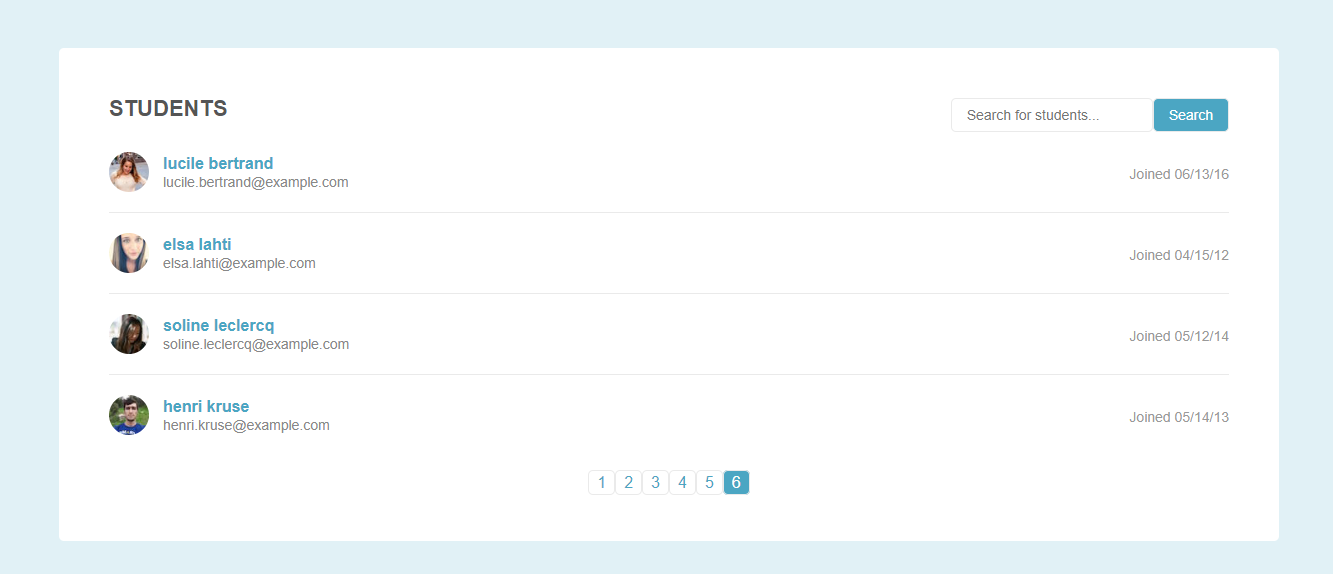 STUDENTS
Search for students...
Search
lucile bertrand
lucile.bertrand@example.com
Joined 06/13/16
elsa lahti
elsa.lahti@example.com
Joined 04/15/12
soline leclercq
soline.leclercq@example.com
Joined 05/12/14
henri kruse
henri.kruse@example.com
Joined 05/14/13
1 2 3 4 5 6